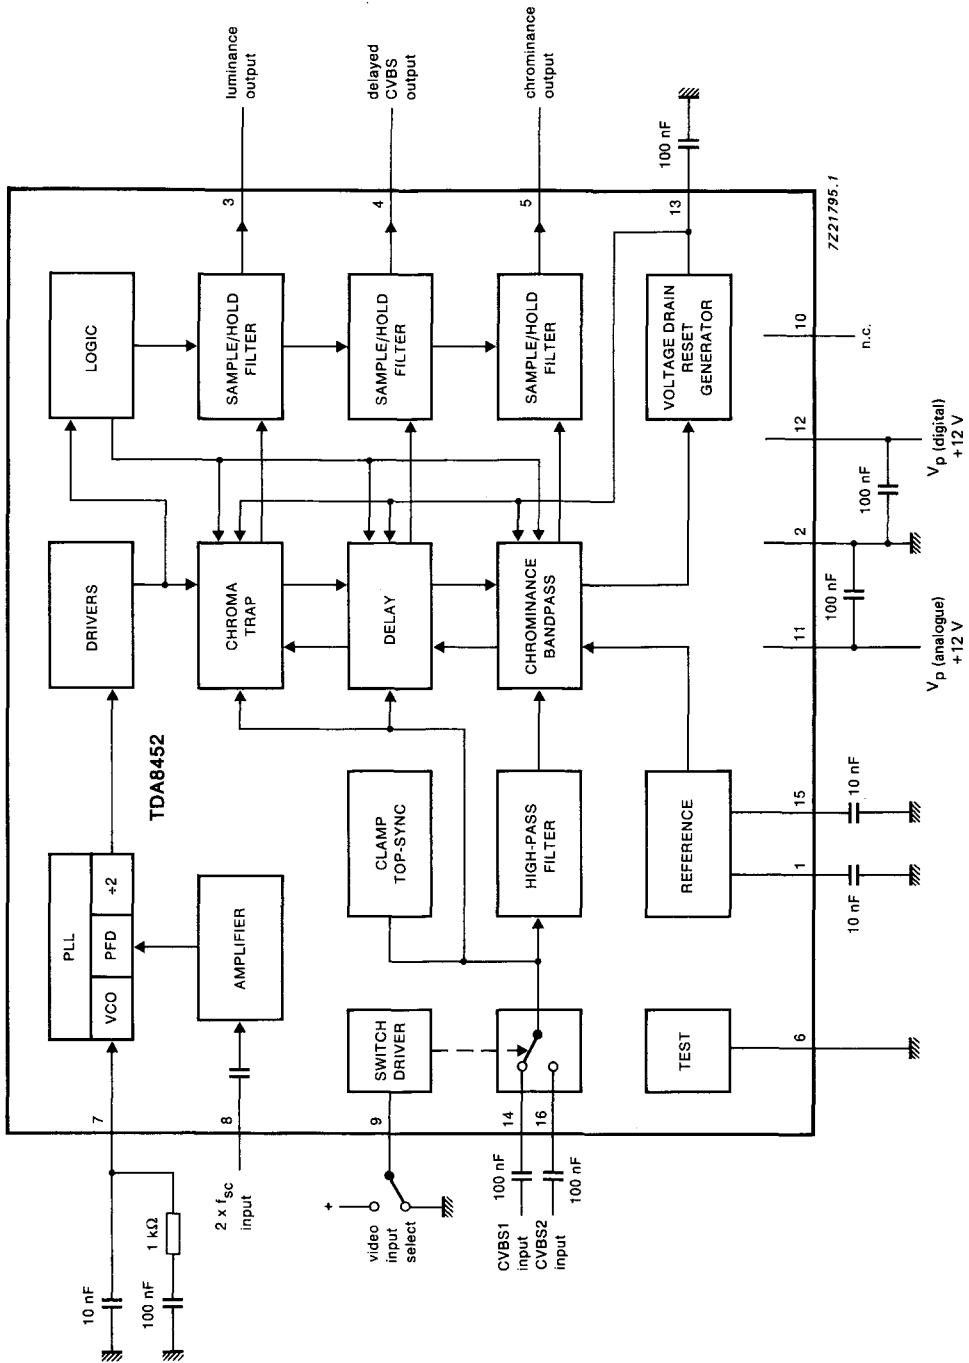 luminance
output
delayed
CVBS
output
chrominance
output
3
4
5
13
100 nF
7Z21795.1
LOGIC
SAMPLE/HOLD
FILTER
SAMPLE/HOLD
FILTER
SAMPLE/HOLD
FILTER
VOLTAGE DRAIN
RESET
GENERATOR
10
n.c.
12
Vp (digital)
+12 V
100 nF
2
100 nF
11
Vp (analogue)
+12 V
DRIVERS
CHROMA
TRAP
DELAY
CHROMINANCE
BANDPASS
TDA8452
PLL
VCO
PFD
÷2
AMPLIFIER
CLAMP
TOP-SYNC
HIGH-PASS
FILTER
REFERENCE
15
10 nF
1
10 nF
SWITCH
DRIVER
TEST
6
7
8
9
14
16
10 nF
100 nF
1 kΩ
2 x fsc
input
+
video
input
select
100 nF
100 nF
CVBS1
input
CVBS2
input